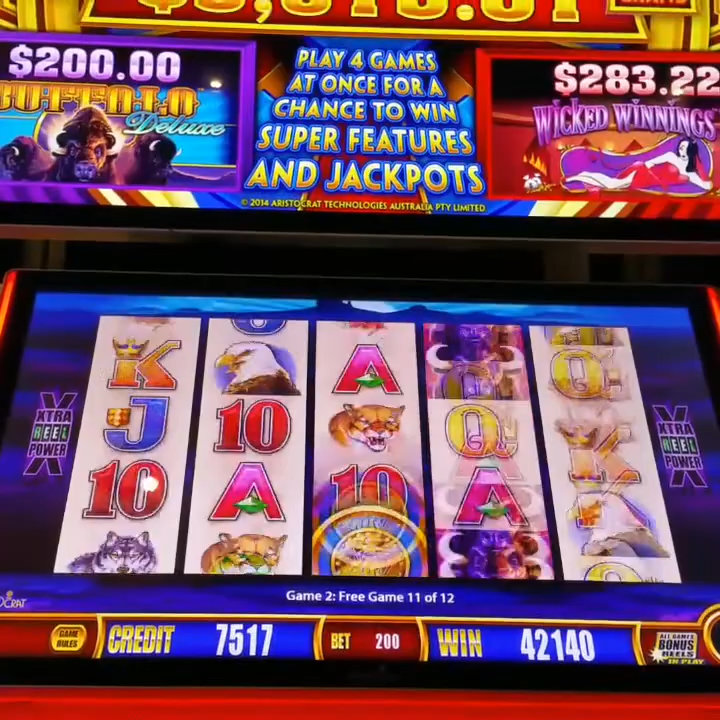 $200.00
BUFFALO
Deluxe
PLAY 4 GAMES
AT ONCE FOR A
CHANCE TO WIN
SUPER FEATURES
AND JACKPOTS
© 2014 ARISTOCRAT TECHNOLOGIES AUSTRALIA PTY LIMITED
$283.22
WICKED WINNINGS
XTRA
REEL
POWER
K
J
10
10
A
A
10
Q
A
Q
K
K
XTRA
REEL
POWER
Game 2: Free Game 11 of 12
GAME
RULES
CREDIT 7517
BET 200
WIN 42140
ALL GAMES
BONUS
REELS
IN PLAY